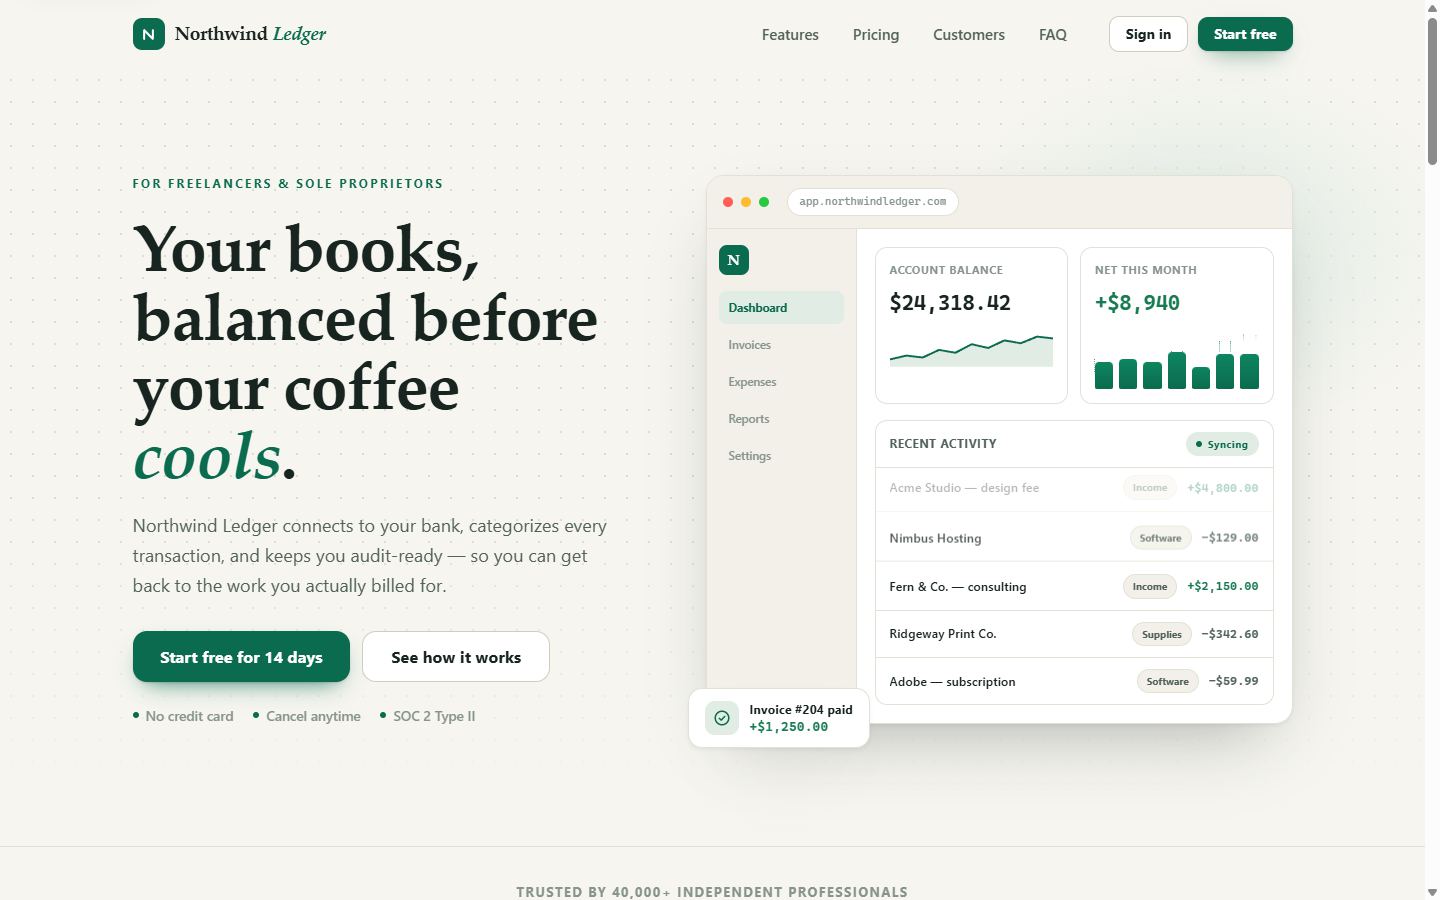 N Northwind Ledger
Features Pricing Customers FAQ Sign in Start free
FOR FREELANCERS & SOLE PROPRIETORS
Your books,
balanced before
your coffee
cools.
Northwind Ledger connects to your bank, categorizes every
transaction, and keeps you audit-ready — so you can get
back to the work you actually billed for.
Start free for 14 days See how it works
No credit card Cancel anytime SOC 2 Type II
app.northwindledger.com
N
Dashboard
Invoices
Expenses
Reports
Settings
ACCOUNT BALANCE
$24,318.42
NET THIS MONTH
+$8,940
RECENT ACTIVITY Syncing
Acme Studio — design fee Income +$4,800.00
Nimbus Hosting Software −$129.00
Fern & Co. — consulting Income +$2,150.00
Ridgeway Print Co. Supplies −$342.60
Adobe — subscription Software −$59.99
Invoice #204 paid
+$1,250.00
TRUSTED BY 40,000+ INDEPENDENT PROFESSIONALS